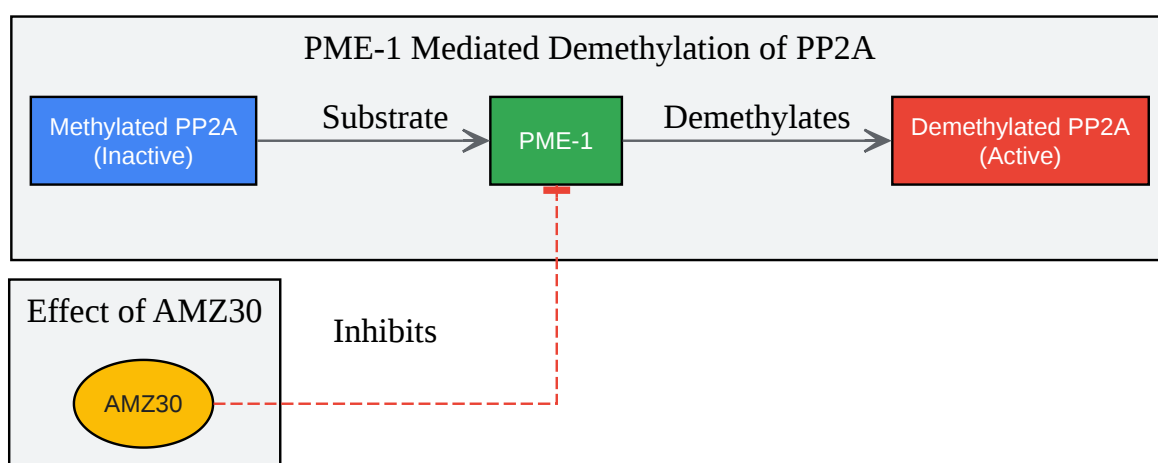 PME-1 Mediated Demethylation of PP2A
Methylated PP2A
(Inactive)
Substrate
PME-1
Demethylates
Demethylated PP2A
(Active)
Effect of AMZ30
Inhibits
AMZ30